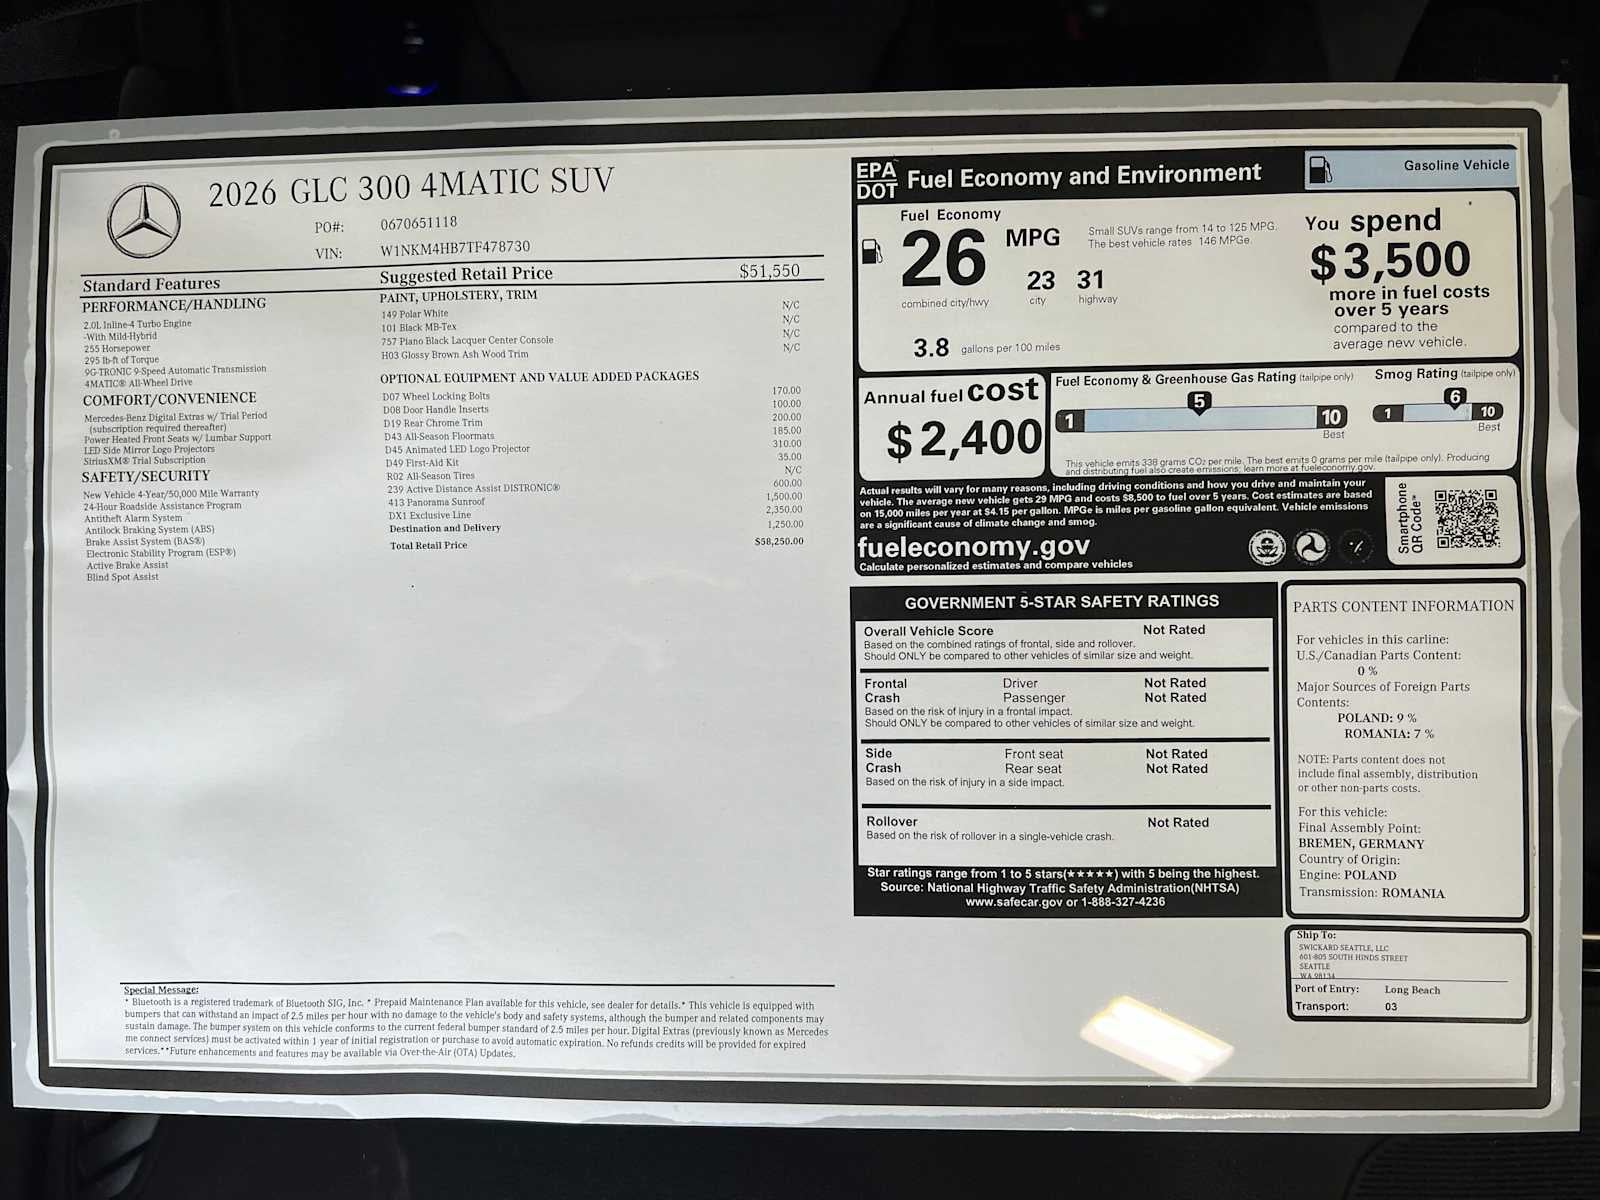 2026 GLC 300 4MATIC SUV
PO#: 0670651118
VIN: W1NKM4HB7TF478730
Standard Features
PERFORMANCE/HANDLING
2.0L Inline-4 Turbo Engine
-With Mild-Hybrid
255 Horsepower
295 lb-ft of Torque
9G-TRONIC 9-Speed Automatic Transmission
4MATIC® All-Wheel Drive
COMFORT/CONVENIENCE
Mercedes-Benz Digital Extras w/ Trial Period
(subscription required thereafter)
Power Heated Front Seats w/ Lumbar Support
LED Side Mirror Logo Projectors
SiriusXM® Trial Subscription
SAFETY/SECURITY
New Vehicle 4-Year/50,000 Mile Warranty
24-Hour Roadside Assistance Program
Antitheft Alarm System
Antilock Braking System (ABS)
Brake Assist System (BAS®)
Electronic Stability Program (ESP®)
Active Brake Assist
Blind Spot Assist
Suggested Retail Price $51,550
PAINT, UPHOLSTERY, TRIM
149 Polar White N/C
101 Black MB-Tex N/C
757 Piano Black Lacquer Center Console N/C
H03 Glossy Brown Ash Wood Trim N/C
OPTIONAL EQUIPMENT AND VALUE ADDED PACKAGES
D07 Wheel Locking Bolts 170.00
D08 Door Handle Inserts 100.00
D19 Rear Chrome Trim 200.00
D43 All-Season Floormats 185.00
D45 Animated LED Logo Projector 310.00
D49 First-Aid Kit 35.00
R02 All-Season Tires N/C
239 Active Distance Assist DISTRONIC® 600.00
413 Panorama Sunroof 1,500.00
DX1 Exclusive Line 2,350.00
Destination and Delivery 1,250.00
Total Retail Price $58,250.00
Special Message:
* Bluetooth is a registered trademark of Bluetooth SIG, Inc. * Prepaid Maintenance Plan available for this vehicle, see dealer for details.* This vehicle is equipped with
bumpers that can withstand an impact of 2.5 miles per hour with no damage to the vehicle's body and safety systems, although the bumper and related components may
sustain damage. The bumper system on this vehicle conforms to the current federal bumper standard of 2.5 miles per hour. Digital Extras (previously known as Mercedes
me connect services) must be activated within 1 year of initial registration or purchase to avoid automatic expiration. No refunds credits will be provided for expired
services.**Future enhancements and features may be available via Over-the-Air (OTA) Updates.
EPA
DOT
Fuel Economy and Environment
Gasoline Vehicle
Fuel Economy
26 MPG
combined city/hwy
23 city
31 highway
Small SUVs range from 14 to 125 MPG.
The best vehicle rates 146 MPGe.
3.8 gallons per 100 miles
You spend
$3,500
more in fuel costs
over 5 years
compared to the
average new vehicle.
Annual fuel cost
$2,400
Fuel Economy & Greenhouse Gas Rating (tailpipe only)
1 5 10
Best
Smog Rating (tailpipe only)
1 6 10
Best
This vehicle emits 338 grams CO2 per mile. The best emits 0 grams per mile (tailpipe only). Producing
and distributing fuel also create emissions; learn more at fueleconomy.gov.
Actual results will vary for many reasons, including driving conditions and how you drive and maintain your
vehicle. The average new vehicle gets 29 MPG and costs $8,500 to fuel over 5 years. Cost estimates are based
on 15,000 miles per year at $4.15 per gallon. MPGe is miles per gasoline gallon equivalent. Vehicle emissions
are a significant cause of climate change and smog.
fueleconomy.gov
Calculate personalized estimates and compare vehicles
Smartphone
QR Code™
GOVERNMENT 5-STAR SAFETY RATINGS
Overall Vehicle Score Not Rated
Based on the combined ratings of frontal, side and rollover.
Should ONLY be compared to other vehicles of similar size and weight.
Frontal Driver Not Rated
Crash Passenger Not Rated
Based on the risk of injury in a frontal impact.
Should ONLY be compared to other vehicles of similar size and weight.
Side Front seat Not Rated
Crash Rear seat Not Rated
Based on the risk of injury in a side impact.
Rollover Not Rated
Based on the risk of rollover in a single-vehicle crash.
Star ratings range from 1 to 5 stars(★★★★★) with 5 being the highest.
Source: National Highway Traffic Safety Administration(NHTSA)
www.safecar.gov or 1-888-327-4236
PARTS CONTENT INFORMATION
For vehicles in this carline:
U.S./Canadian Parts Content:
0 %
Major Sources of Foreign Parts
Contents:
POLAND: 9 %
ROMANIA: 7 %
NOTE: Parts content does not
include final assembly, distribution
or other non-parts costs.
For this vehicle:
Final Assembly Point:
BREMEN, GERMANY
Country of Origin:
Engine: POLAND
Transmission: ROMANIA
Ship To:
SWICKARD SEATTLE, LLC
601-805 SOUTH HINDS STREET
SEATTLE
WA 98134
Port of Entry: Long Beach
Transport: 03